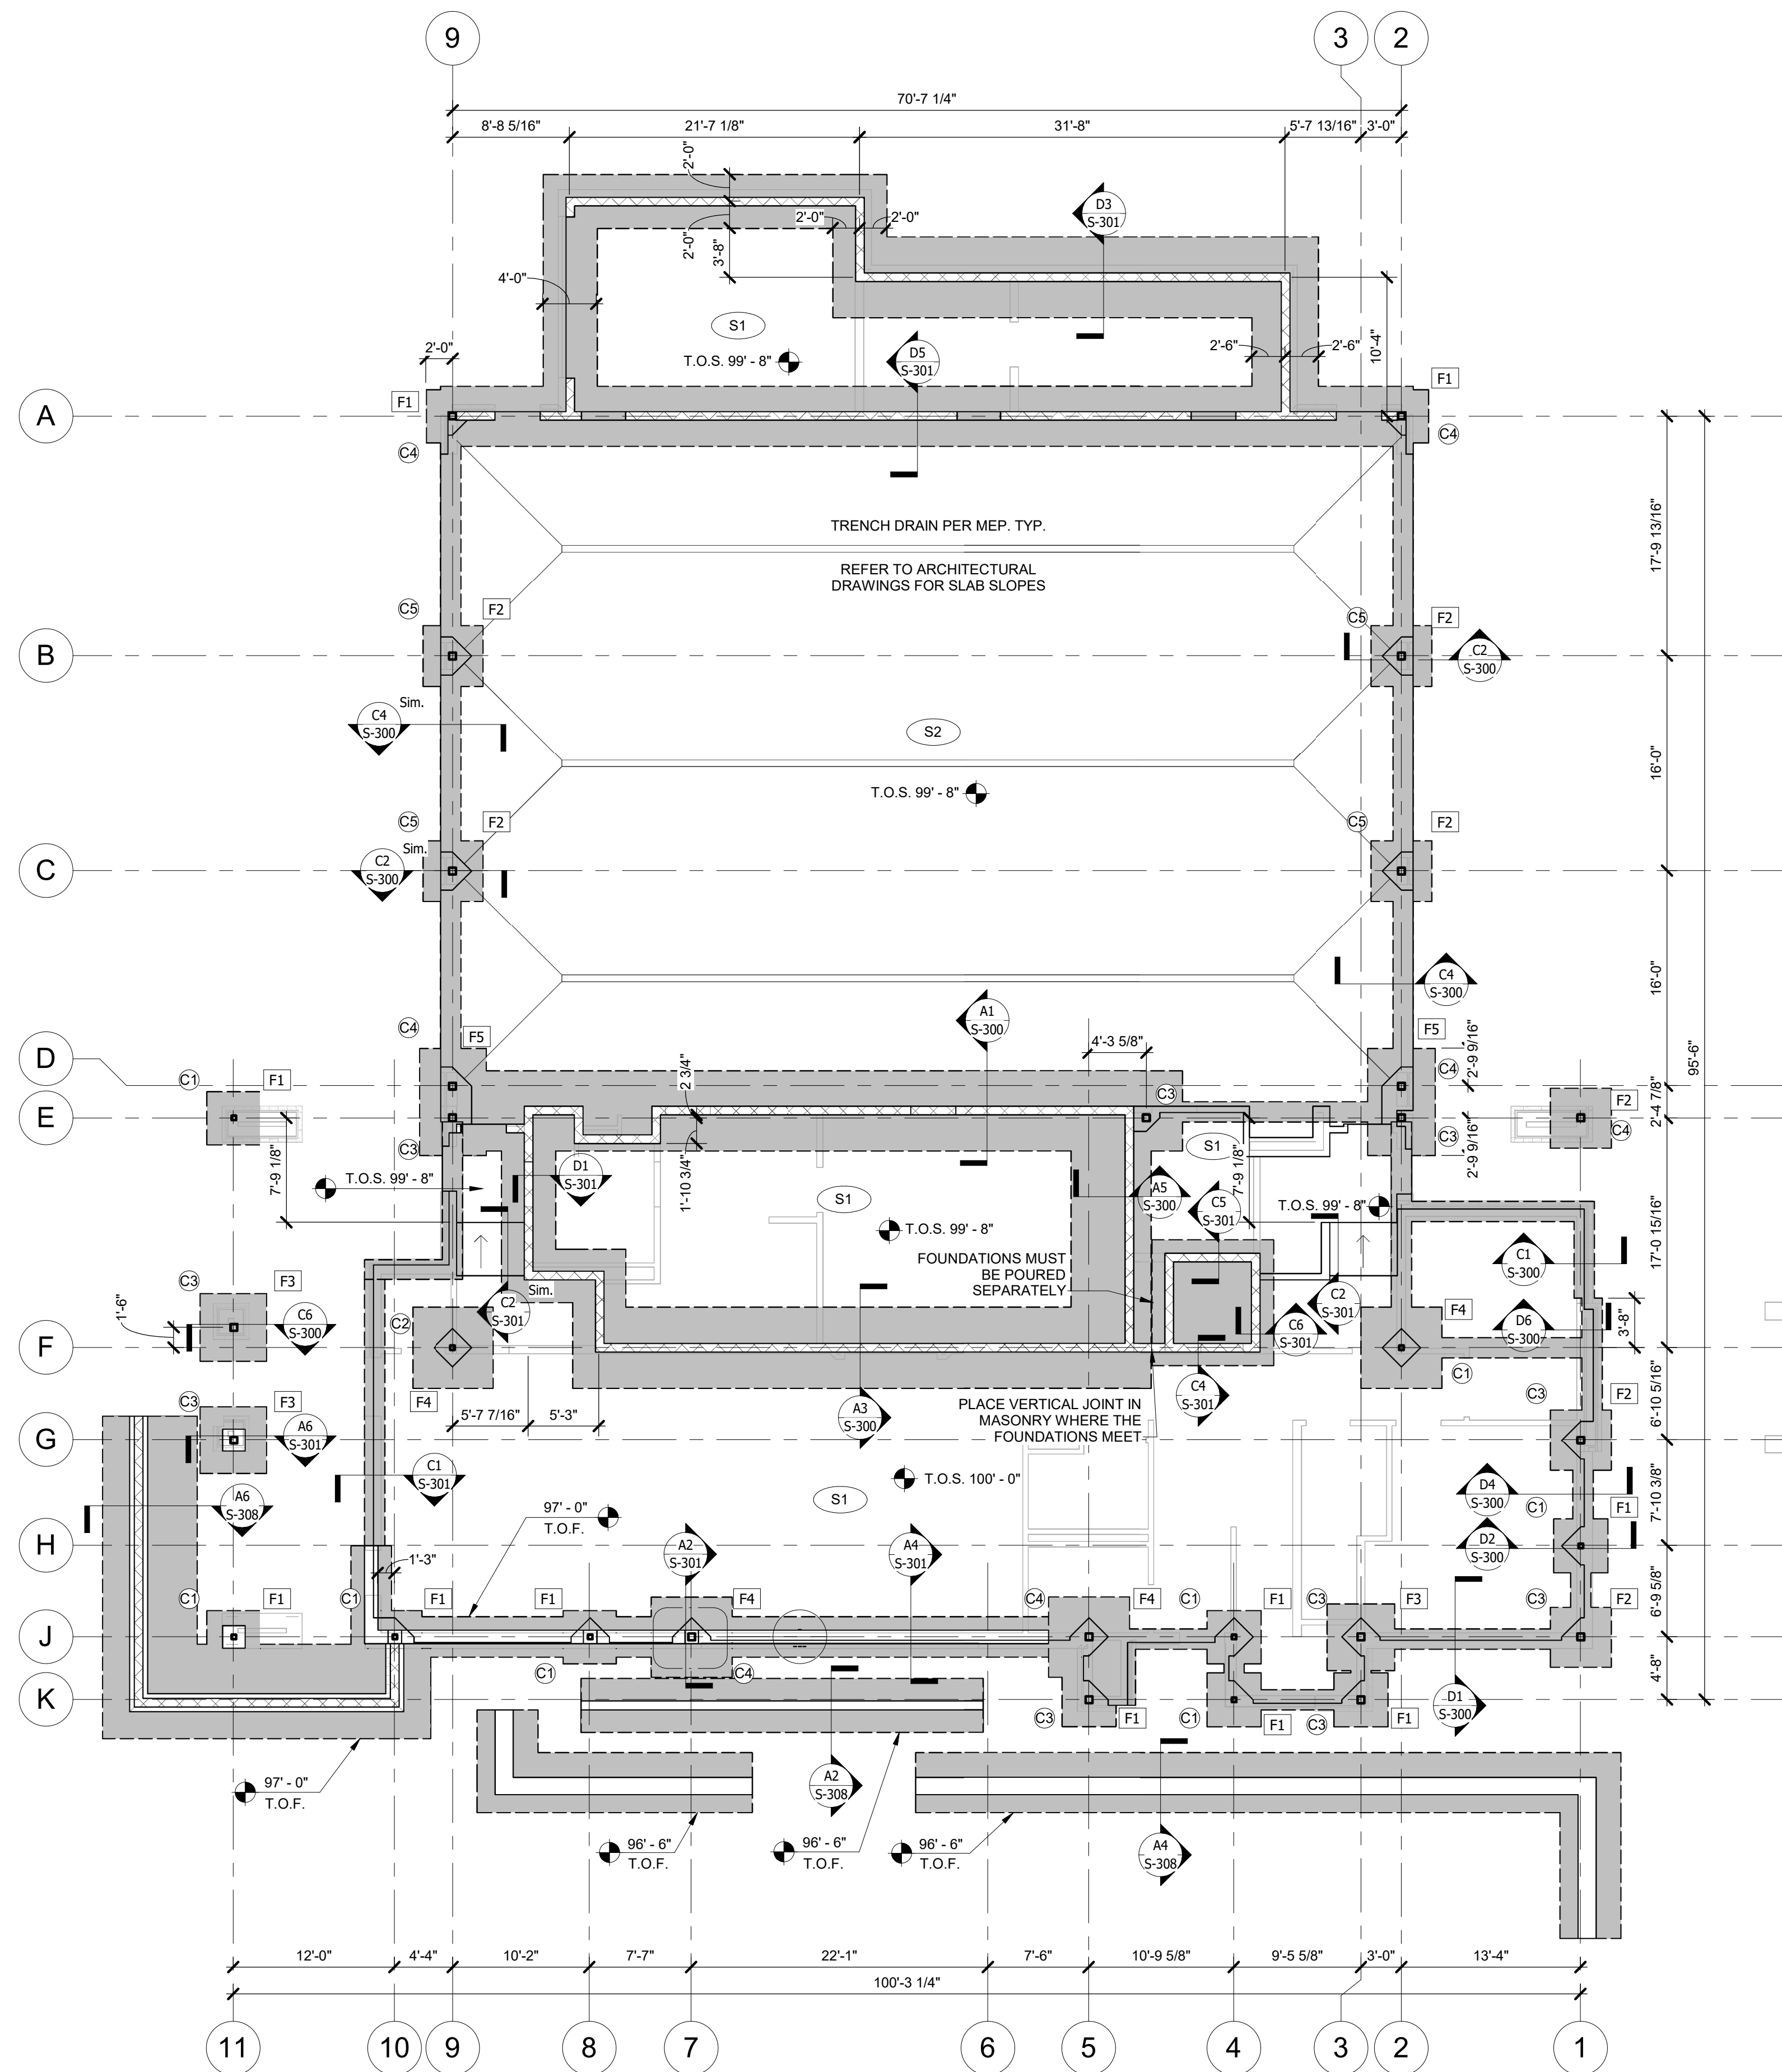 9
3
2
70'-7 1/4"
8'-8 5/16"
21'-7 1/8"
31'-8"
5'-7 13/16"
3'-0"
2'-0"
2'-0"
3'-8"
2'-0"
2'-0"
D3
S-301
4'-0"
S1
T.O.S. 99' - 8"
D5
S-301
2'-6"
2'-6"
10'-4"
2'-0"
F1
F1
A
C4
C4
TRENCH DRAIN PER MEP. TYP.
REFER TO ARCHITECTURAL
DRAWINGS FOR SLAB SLOPES
17'-9 13/16"
C5
F2
C5
F2
B
C2
S-300
Sim.
C4
S-300
S2
T.O.S. 99' - 8"
16'-0"
C5
F2
C5
F2
Sim.
C
C2
S-300
C4
S-300
16'-0"
95'-6"
A1
S-300
C4
F5
F5
4'-3 5/8"
2'-9 9/16"
D
2 3/4"
C4
C1
F1
C3
F2
2'-4 7/8"
E
C3
C3
C4
S1
2'-9 9/16"
7'-9 1/8"
1'-10 3/4"
7'-9 1/8"
T.O.S. 99' - 8"
D1
S-301
S1
A5
S-300
C5
S-301
T.O.S. 99' - 8"
T.O.S. 99' - 8"
17'-0 15/16"
FOUNDATIONS MUST
BE POURED
SEPARATELY
C1
S-300
C3
F3
Sim.
C2
S-301
C2
S-301
1'-6"
C6
S-300
C2
C6
S-301
F4
D6
S-300
3'-8"
F
C1
C3
F3
F4
C4
S-301
C3
F2
6'-10 5/16"
5'-7 7/16"
5'-3"
A3
S-300
PLACE VERTICAL JOINT IN
MASONRY WHERE THE
FOUNDATIONS MEET
G
A6
S-301
C1
S-301
T.O.S. 100' - 0"
S1
D4
S-300
7'-10 3/8"
A6
S-308
97' - 0"
T.O.F.
C1
F1
H
A2
S-301
A4
S-301
D2
S-300
1'-3"
C1
F1
C1
F1
F1
F4
C4
F4
C1
F1
C3
F3
C3
F2
6'-9 5/8"
J
---
C1
C4
4'-8"
K
C3
F1
C1
F1
C3
F1
D1
S-300
97' - 0"
T.O.F.
A2
S-308
96' - 6"
T.O.F.
96' - 6"
T.O.F.
96' - 6"
T.O.F.
A4
S-308
12'-0"
4'-4"
10'-2"
7'-7"
22'-1"
7'-6"
10'-9 5/8"
9'-5 5/8"
3'-0"
13'-4"
100'-3 1/4"
11
10
9
8
7
6
5
4
3
2
1